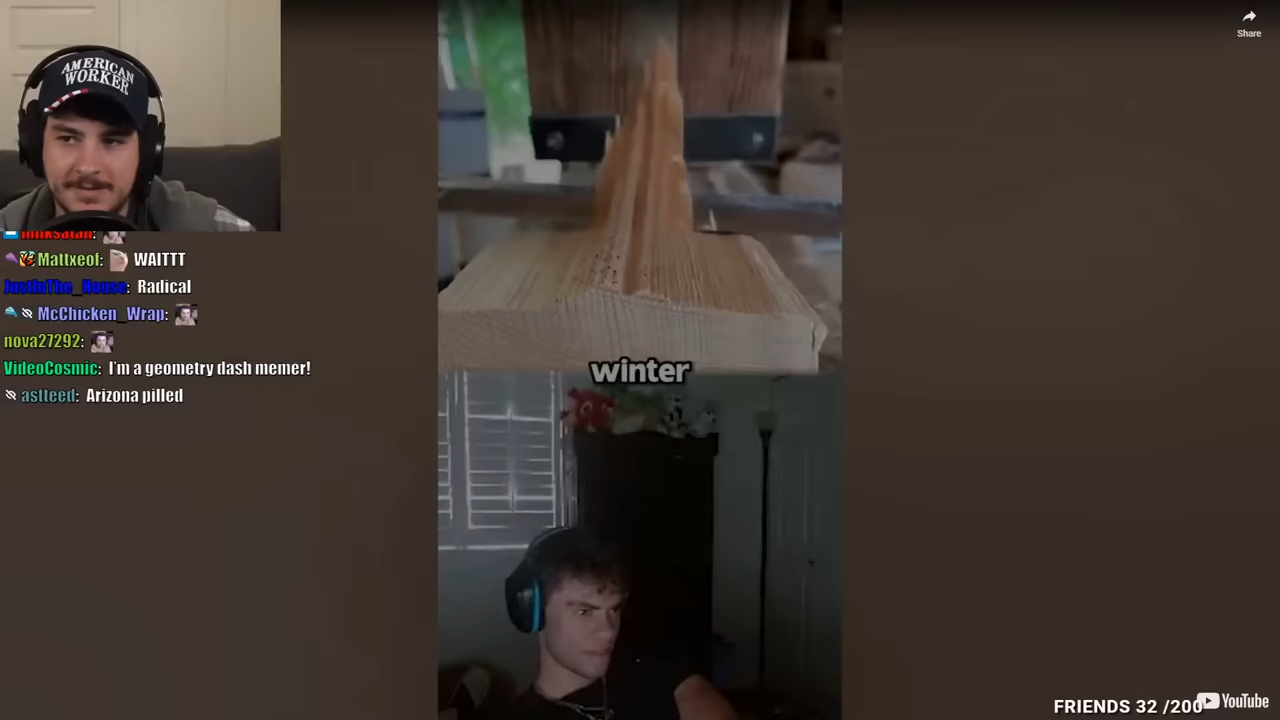 AMERICAN
WORKER
Share
Mattxeof: WAITTT
JustInThe_House: Radical
McChicken_Wrap:
nova27292:
VideoCosmic: I'm a geometry dash memer!
astteed: Arizona pilled
winter
FRIENDS 32 /200
YouTube